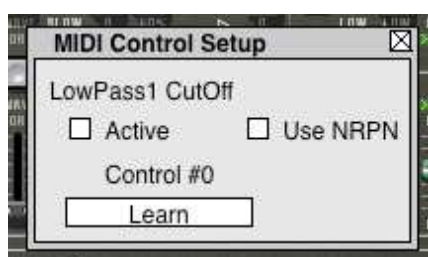 MIDI Control Setup
LowPass1 CutOff
Active
Use NRPN
Control #0
Learn